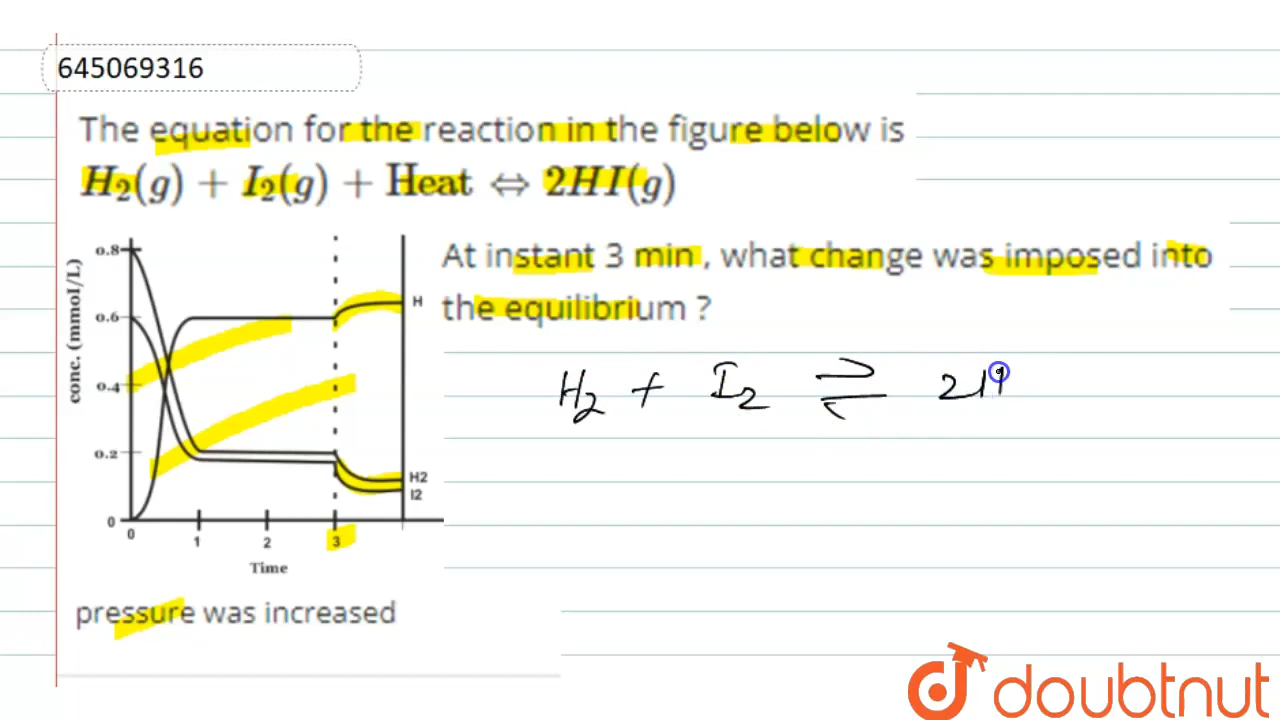 645069316
The equation for the reaction in the figure below is
H₂(g) + I₂(g) + Heat ⇔ 2HI(g)
At instant 3 min , what change was imposed into
the equilibrium ?
conc. (mmol/L)
0.8
0.6
0.4
0.2
0
H
H2
I2
0 1 2 3
Time
H₂ + I₂ ⇌ 2H
pressure was increased
doubtnut